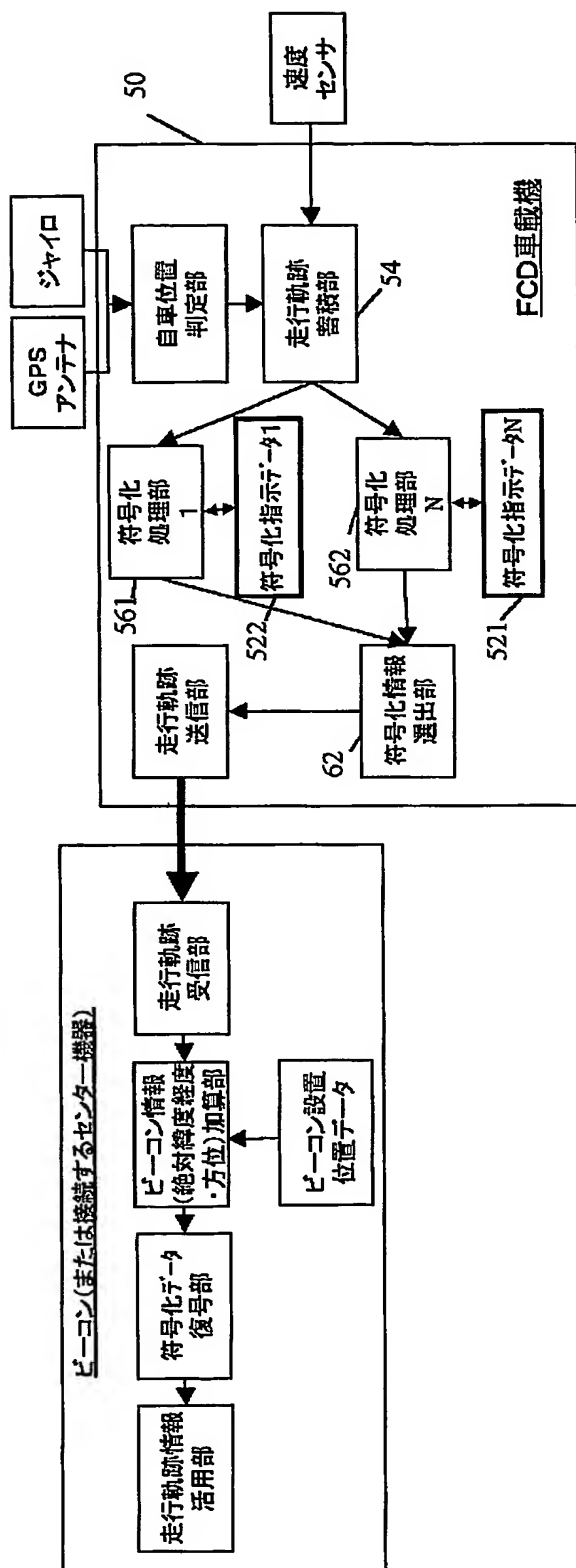 ビーコン(または接続するセンター機器)
走行軌跡情報
活用部
符号化データ
復号部
ビーコン情報
(絶対緯度経度
・方位)加算部
ビーコン設置
位置データ
走行軌跡
受信部
走行軌跡
送信部
符号化情報
選出部
62
符号化
処理部
1
561
符号化指示データ1
522
符号化
処理部
N
562
符号化指示データN
521
GPS
アンテナ
ジャイロ
自車位置
判定部
走行軌跡
蓄積部
54
速度
センサ
50
FCD車載機